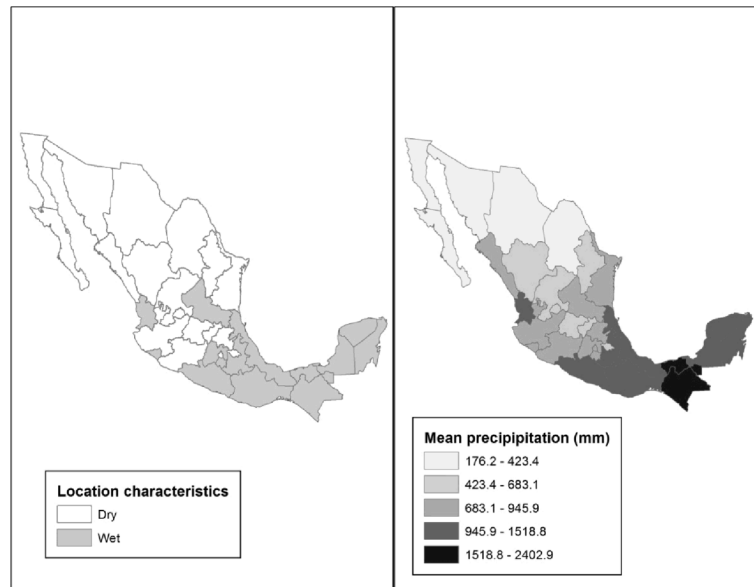 Location characteristics
Dry
Wet
Mean precipipitation (mm)
176.2 - 423.4
423.4 - 683.1
683.1 - 945.9
945.9 - 1518.8
1518.8 - 2402.9